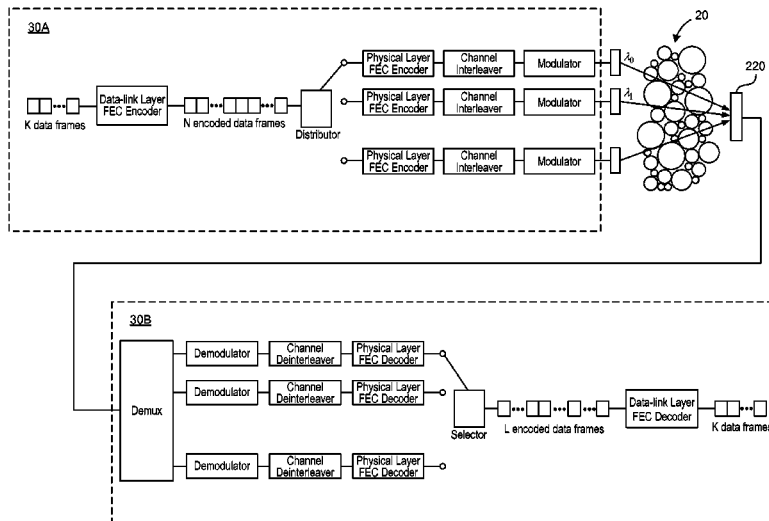 30A
20
220
Physical Layer
FEC Encoder
Channel
Interleaver
Modulator
λ0
Data-link Layer
FEC Encoder
K data frames
N encoded data frames
Distributor
Physical Layer
FEC Encoder
Channel
Interleaver
Modulator
λ1
Physical Layer
FEC Encoder
Channel
Interleaver
Modulator
30B
Demux
Demodulator
Channel
Deinterleaver
Physical Layer
FEC Decoder
Demodulator
Channel
Deinterleaver
Physical Layer
FEC Decoder
Selector
L encoded data frames
Data-link Layer
FEC Decoder
K data frames
Demodulator
Channel
Deinterleaver
Physical Layer
FEC Decoder